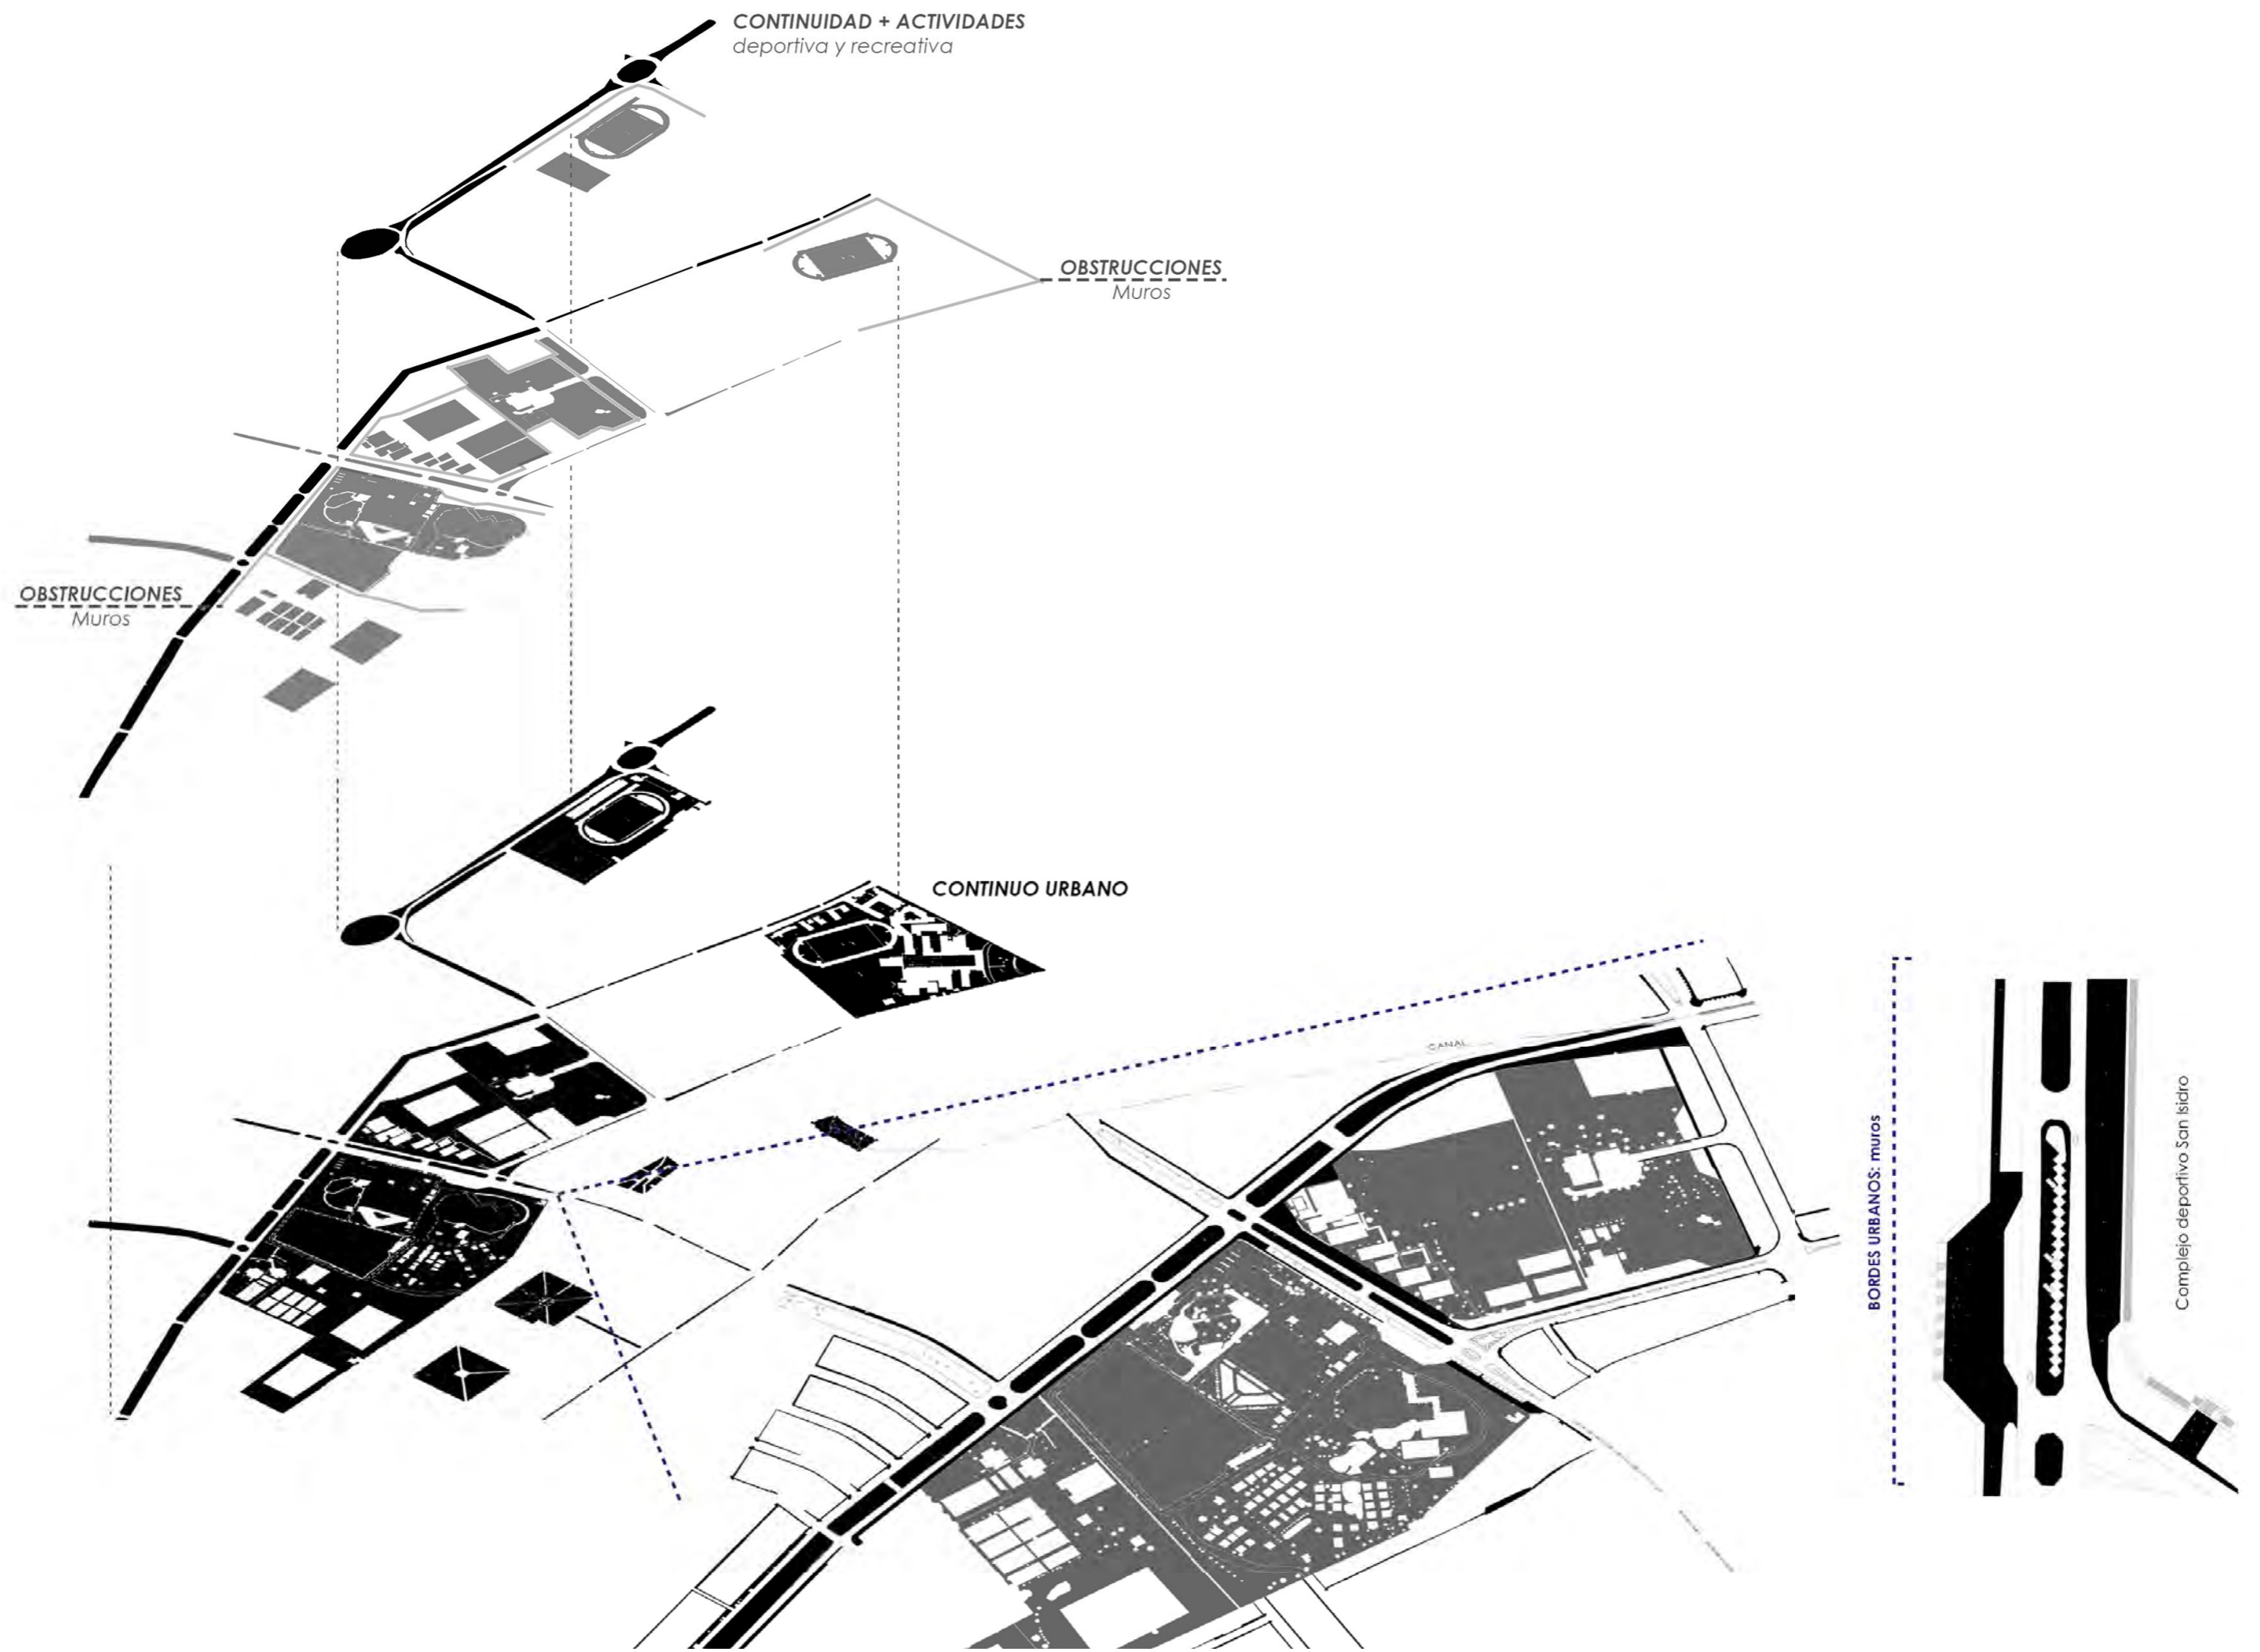 CONTINUIDAD + ACTIVIDADES
deportiva y recreativa
OBSTRUCCIONES
Muros
OBSTRUCCIONES
Muros
CONTINUO URBANO
CANAL
BORDES URBANOS: muros
Complejo deportivo San Isidro